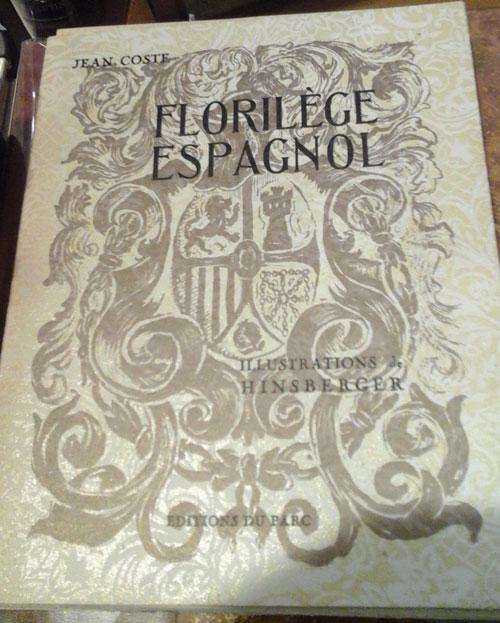 JEAN COSTE
FLORILÈGE
ESPAGNOL
ILLUSTRATIONS de
HINSBERGER
EDITIONS DU PARC